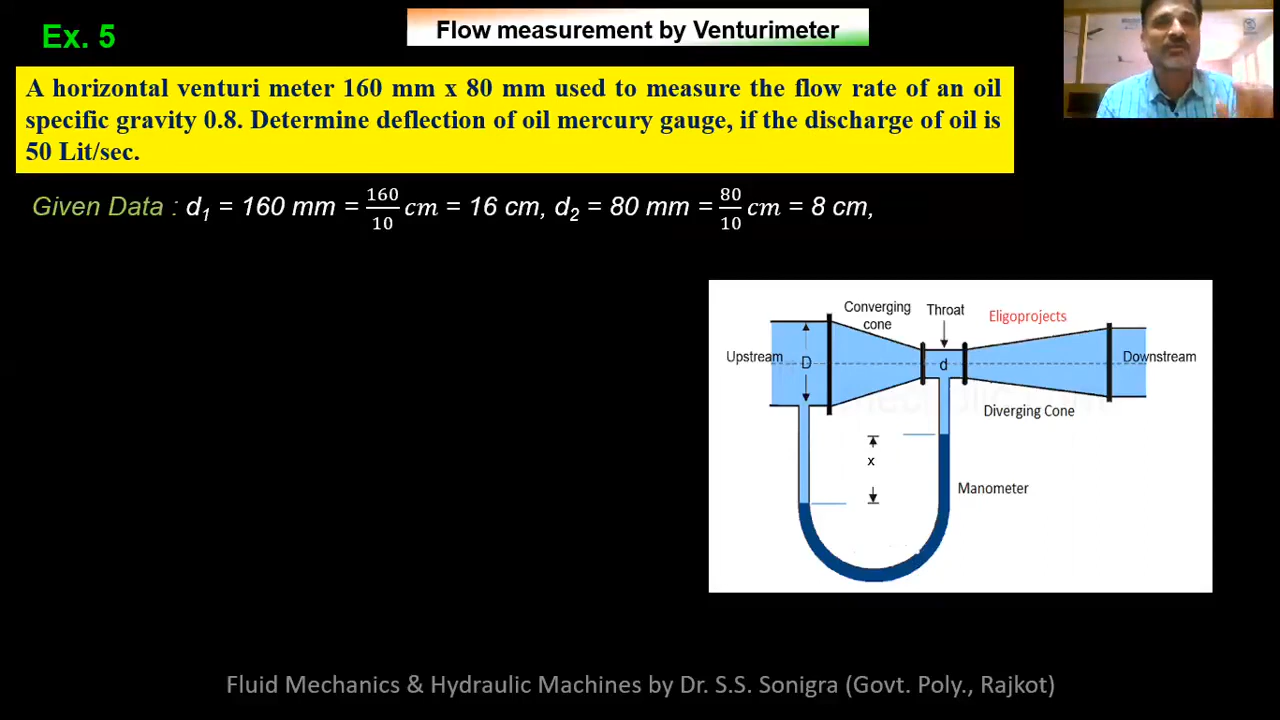 Ex. 5
Flow measurement by Venturimeter
A horizontal venturi meter 160 mm x 80 mm used to measure the flow rate of an oil
specific gravity 0.8. Determine deflection of oil mercury gauge, if the discharge of oil is
50 Lit/sec.
Given Data : d₁ = 160 mm = 160/10 cm = 16 cm, d₂ = 80 mm = 80/10 cm = 8 cm,
Converging
cone
Throat
Eligoprojects
Upstream
D
d
Downstream
Diverging Cone
x
Manometer
Fluid Mechanics & Hydraulic Machines by Dr. S.S. Sonigra (Govt. Poly., Rajkot)